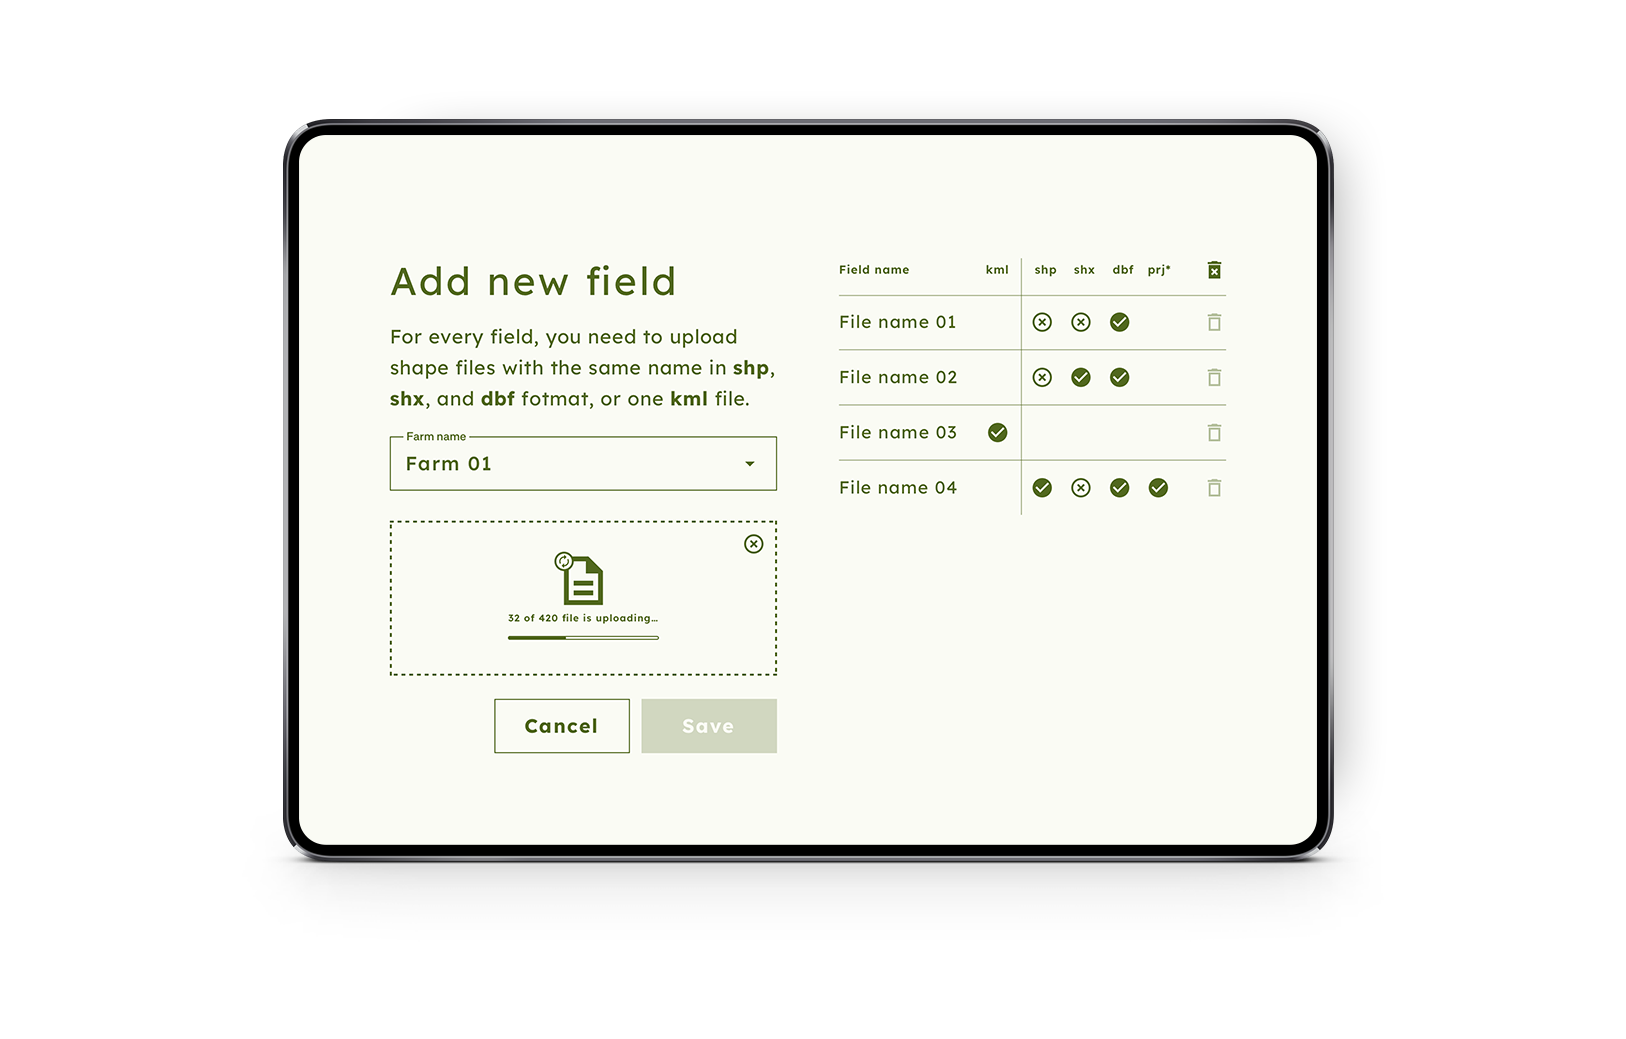 Add new field
For every field, you need to upload
shape files with the same name in shp,
shx, and dbf fotmat, or one kml file.
Farm name
Farm 01
32 of 420 file is uploading...
Cancel
Save
Field name kml shp shx dbf prj*
File name 01
File name 02
File name 03
File name 04